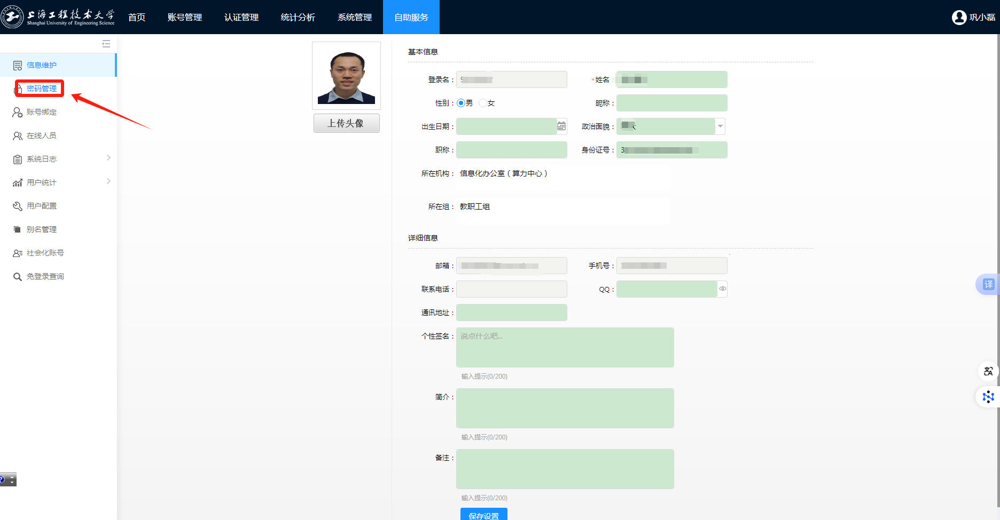 上海工程技术大学
Shanghai University of Engineering Science
首页
账号管理
认证管理
统计分析
系统管理
自助服务
巩小磊
信息维护
密码管理
账号绑定
在线人员
系统日志
用户统计
用户配置
别名管理
社会化账号
免登录查询
上传头像
基本信息
登录名：
*姓名
性别： 男 女
昵称：
出生日期：
政治面貌：
职称：
身份证号： 3
所在机构： 信息化办公室（算力中心）
所在组： 教职工组
详细信息
邮箱：
手机号：
联系电话：
QQ：
通讯地址：
个性签名： 说点什么吧...
输入提示(0/200)
简介：
输入提示(0/200)
备注：
输入提示(0/200)
保存设置
译